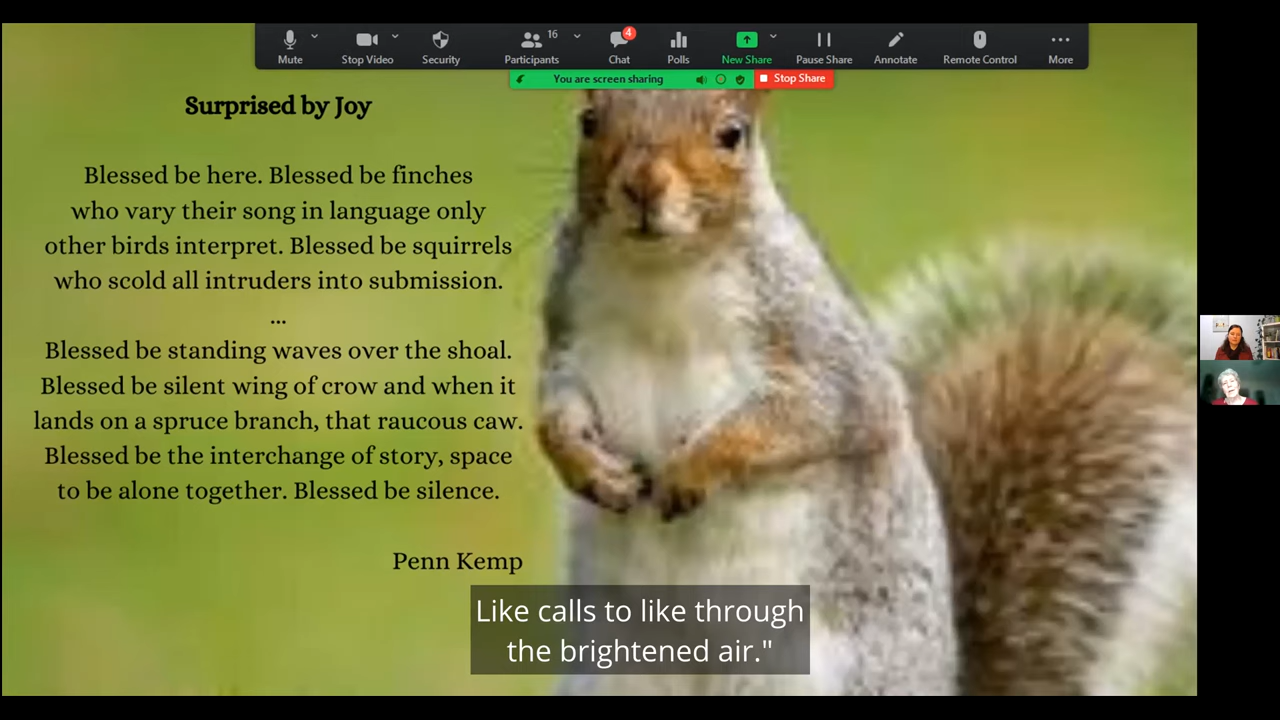 16
4
Mute
Stop Video
Security
Participants
Chat
Polls
New Share
Pause Share
Annotate
Remote Control
More
You are screen sharing
Stop Share
Surprised by Joy
Blessed be here. Blessed be finches
who vary their song in language only
other birds interpret. Blessed be squirrels
who scold all intruders into submission.
...
Blessed be standing waves over the shoal.
Blessed be silent wing of crow and when it
lands on a spruce branch, that raucous caw.
Blessed be the interchange of story, space
to be alone together. Blessed be silence.
Penn Kemp
Like calls to like through
the brightened air."